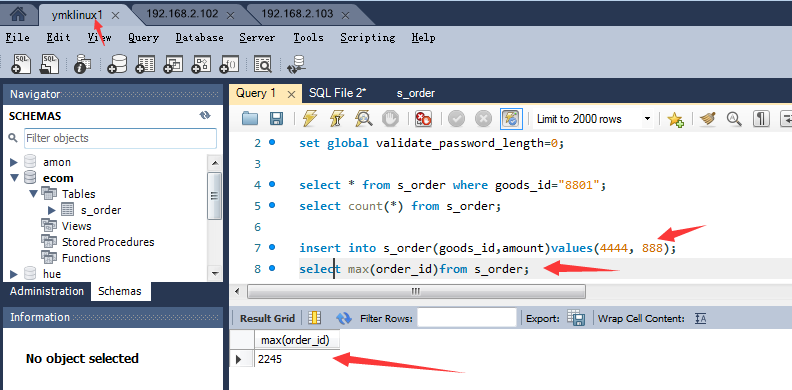 ymklinux1 × 192.168.2.102 × 192.168.2.103 ×
File Edit View Query Database Server Tools Scripting Help
Navigator
SCHEMAS
Filter objects
amon
ecom
Tables
s_order
Views
Stored Procedures
Functions
hue
Administration Schemas
Information
No object selected
Query 1 × SQL File 2* s_order
Limit to 2000 rows
2 set global validate_password_length=0;
3
4 select * from s_order where goods_id="8801";
5 select count(*) from s_order;
6
7 insert into s_order(goods_id,amount)values(4444, 888);
8 select max(order_id)from s_order;
Result Grid Filter Rows: Export: Wrap Cell Content:
max(order_id)
2245